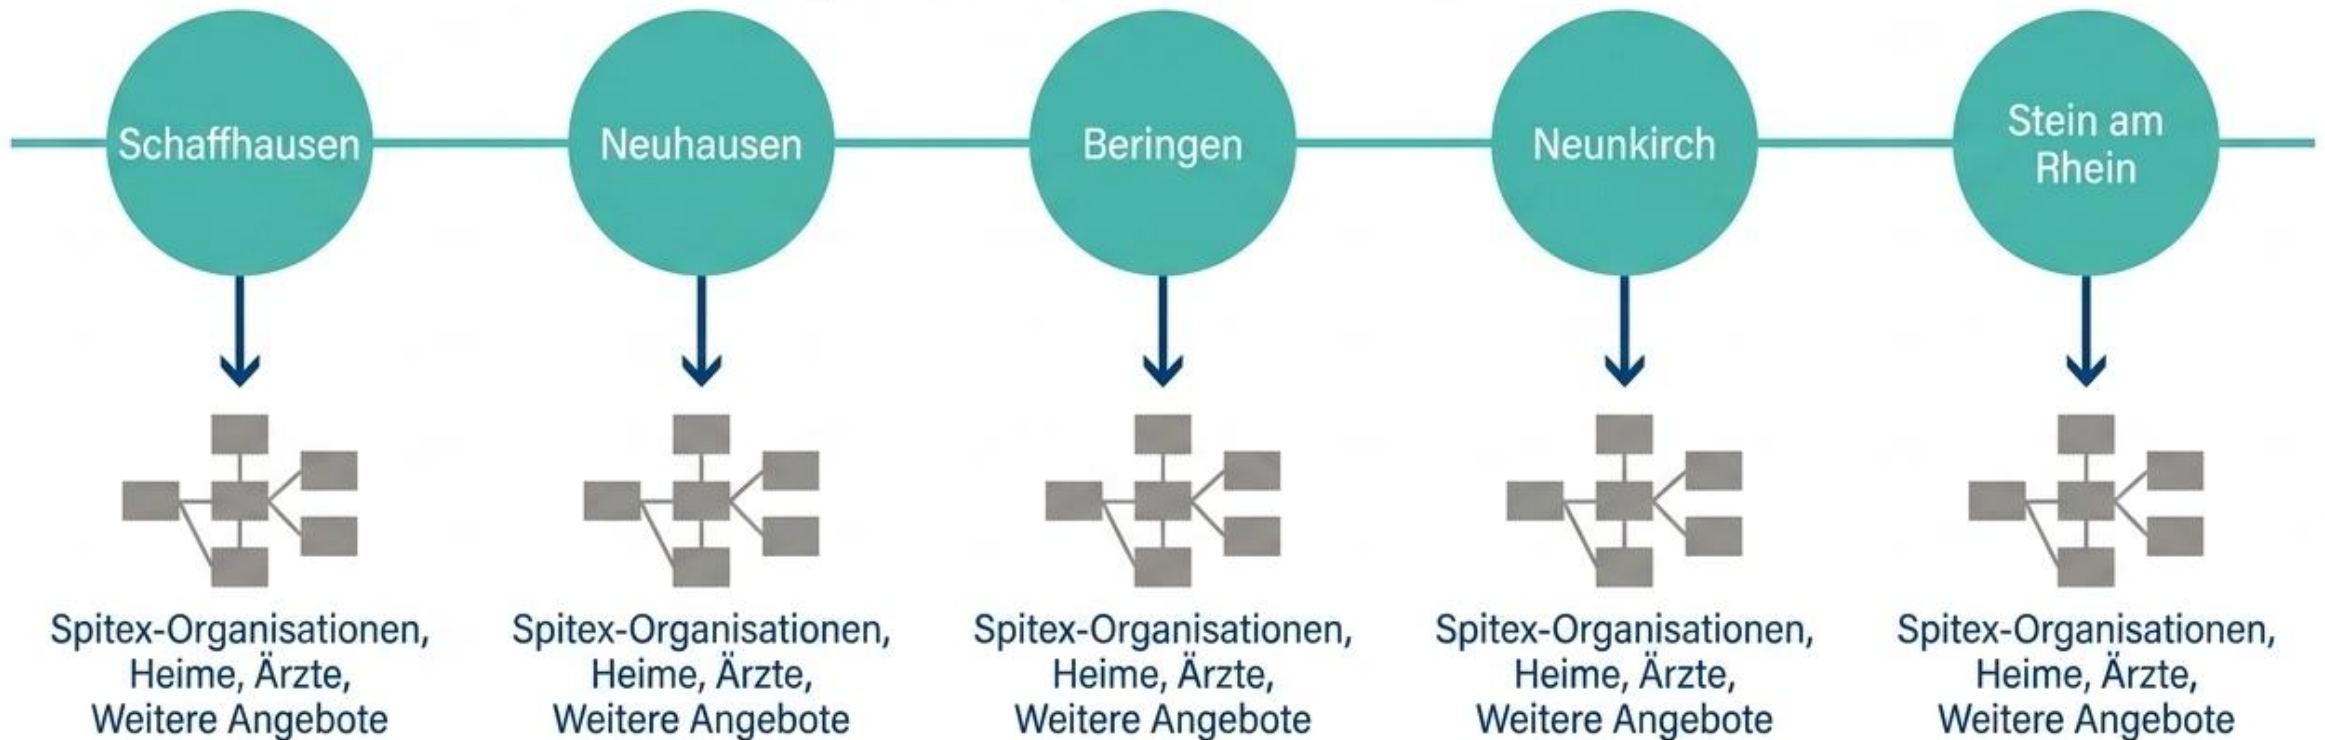 Schaffhausen
Neuhausen
Beringen
Neunkirch
Stein am
Rhein
Spitex-Organisationen,
Heime, Ärzte,
Weitere Angebote
Spitex-Organisationen,
Heime, Ärzte,
Weitere Angebote
Spitex-Organisationen,
Heime, Ärzte,
Weitere Angebote
Spitex-Organisationen,
Heime, Ärzte,
Weitere Angebote
Spitex-Organisationen,
Heime, Ärzte,
Weitere Angebote